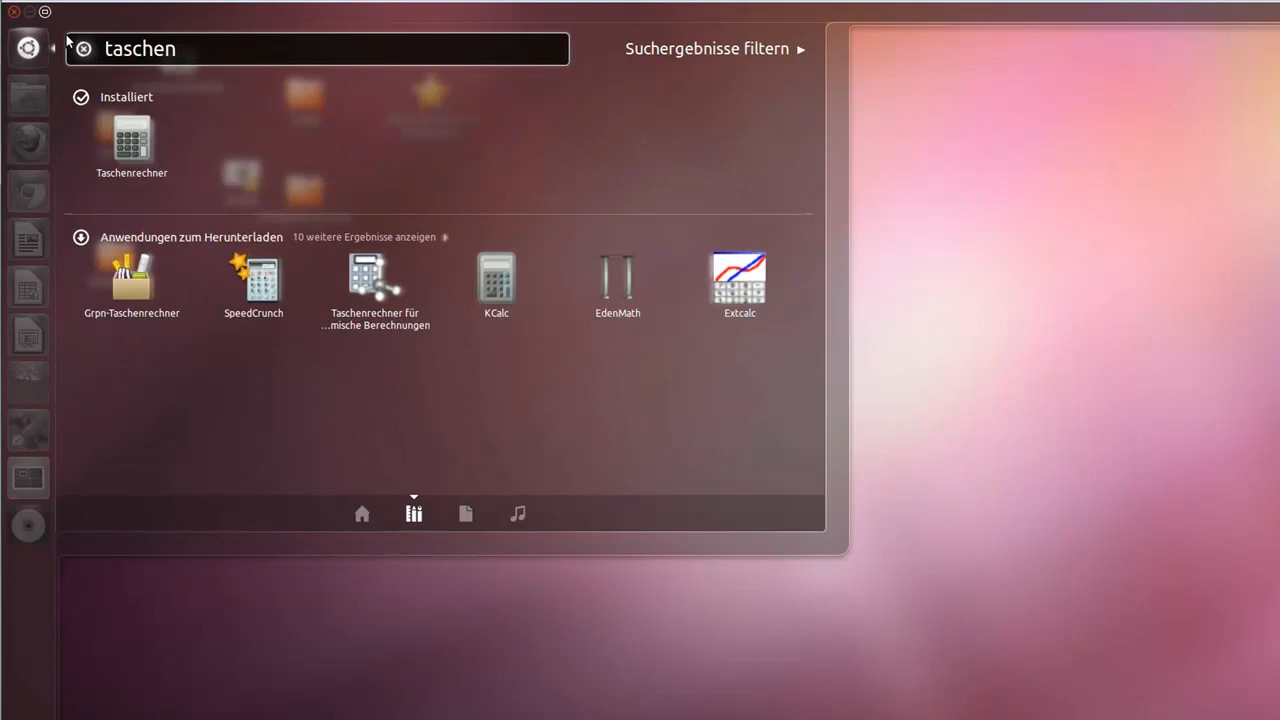 taschen
Suchergebnisse filtern
Installiert
Taschenrechner
Anwendungen zum Herunterladen 10 weitere Ergebnisse anzeigen
Grpn-Taschenrechner
SpeedCrunch
Taschenrechner für
...mische Berechnungen
KCalc
EdenMath
Extcalc